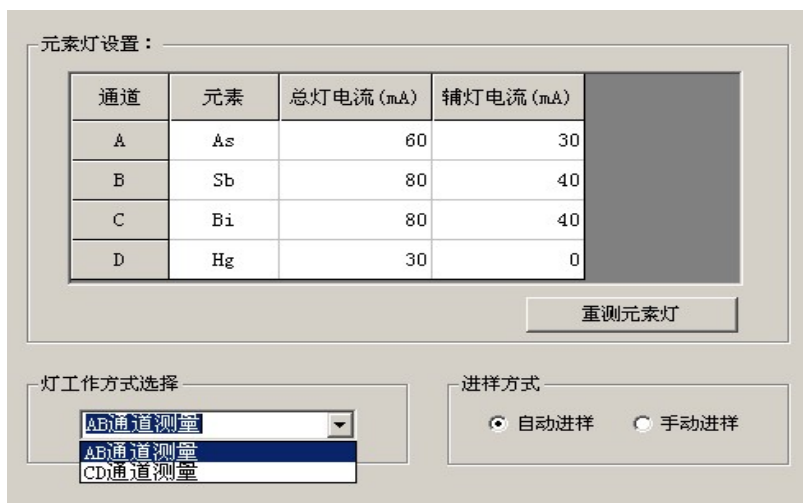 元素灯设置：
通道 元素 总灯电流(mA) 辅灯电流(mA)
A As 60 30
B Sb 80 40
C Bi 80 40
D Hg 30 0
重测元素灯
灯工作方式选择
AB通道测量
AB通道测量
CD通道测量
进样方式
自动进样 手动进样